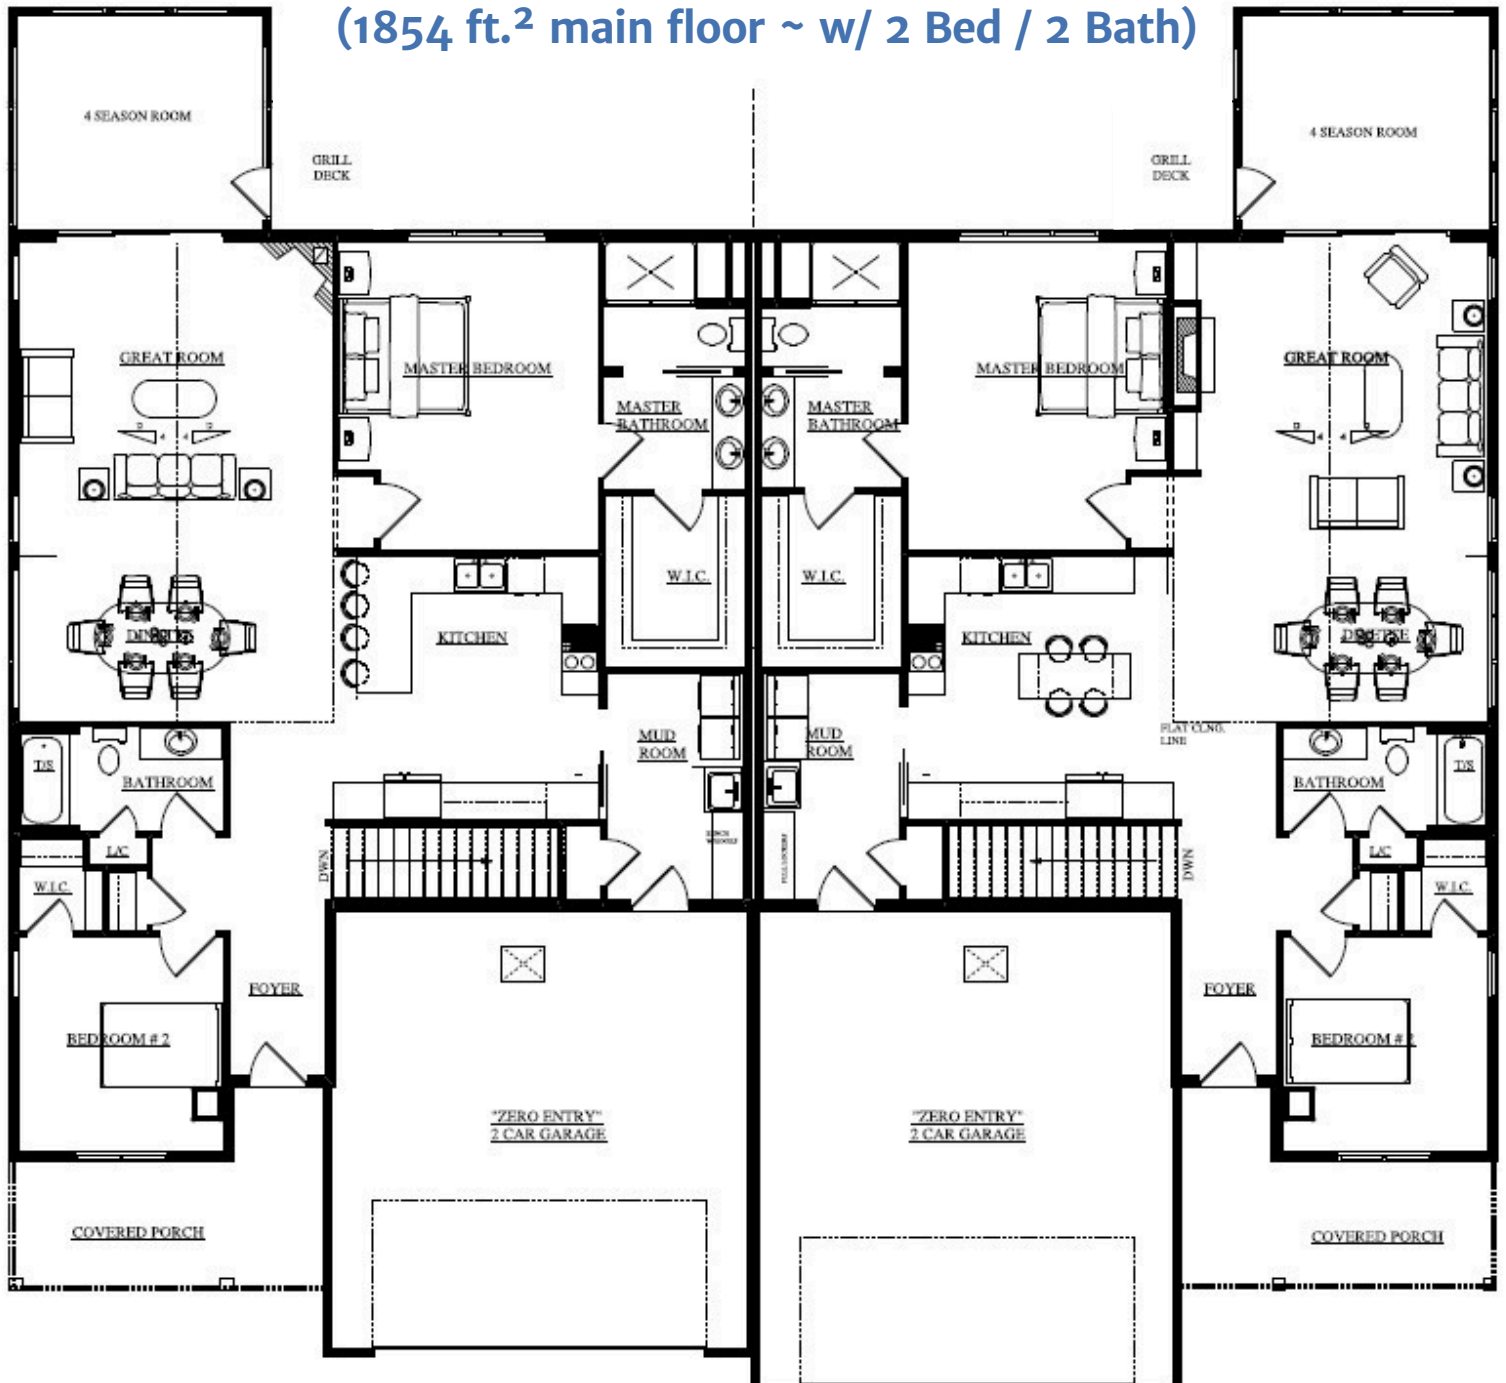 (1854 ft.² main floor ~ w/ 2 Bed / 2 Bath)
4 SEASON ROOM
4 SEASON ROOM
GRILL
DECK
GRILL
DECK
GREAT ROOM
MASTER BEDROOM
MASTER
BATHROOM
MASTER
BATHROOM
MASTER BEDROOM
GREAT ROOM
W.I.C.
W.I.C.
KITCHEN
KITCHEN
MUD
ROOM
MUD
ROOM
FLAT CLNG.
LINE
T/S
BATHROOM
BATHROOM
T/S
L/C
L/C
DWN
DWN
W.I.C.
W.I.C.
FOYER
FOYER
BEDROOM # 2
BEDROOM # 2
"ZERO ENTRY"
2 CAR GARAGE
"ZERO ENTRY"
2 CAR GARAGE
COVERED PORCH
COVERED PORCH